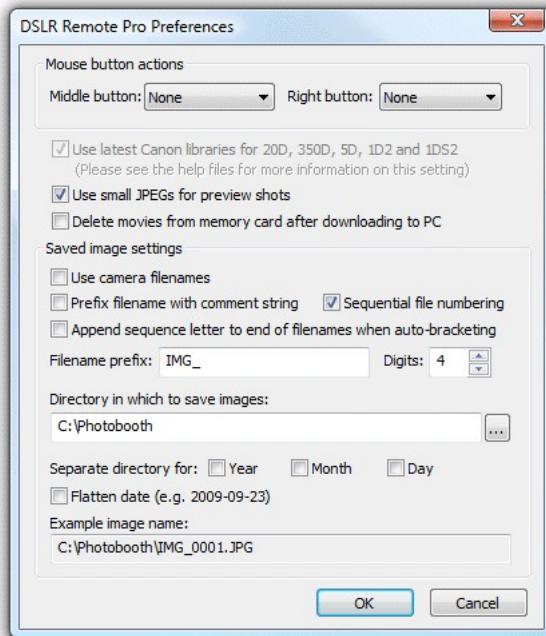 DSLR Remote Pro Preferences
Mouse button actions
Middle button: None Right button: None
Use latest Canon libraries for 20D, 350D, 5D, 1D2 and 1DS2
(Please see the help files for more information on this setting)
Use small JPEGs for preview shots
Delete movies from memory card after downloading to PC
Saved image settings
Use camera filenames
Prefix filename with comment string Sequential file numbering
Append sequence letter to end of filenames when auto-bracketing
Filename prefix: IMG_ Digits: 4
Directory in which to save images:
C:\Photobooth
...
Separate directory for: Year Month Day
Flatten date (e.g. 2009-09-23)
Example image name:
C:\Photobooth\IMG_0001.JPG
OK Cancel